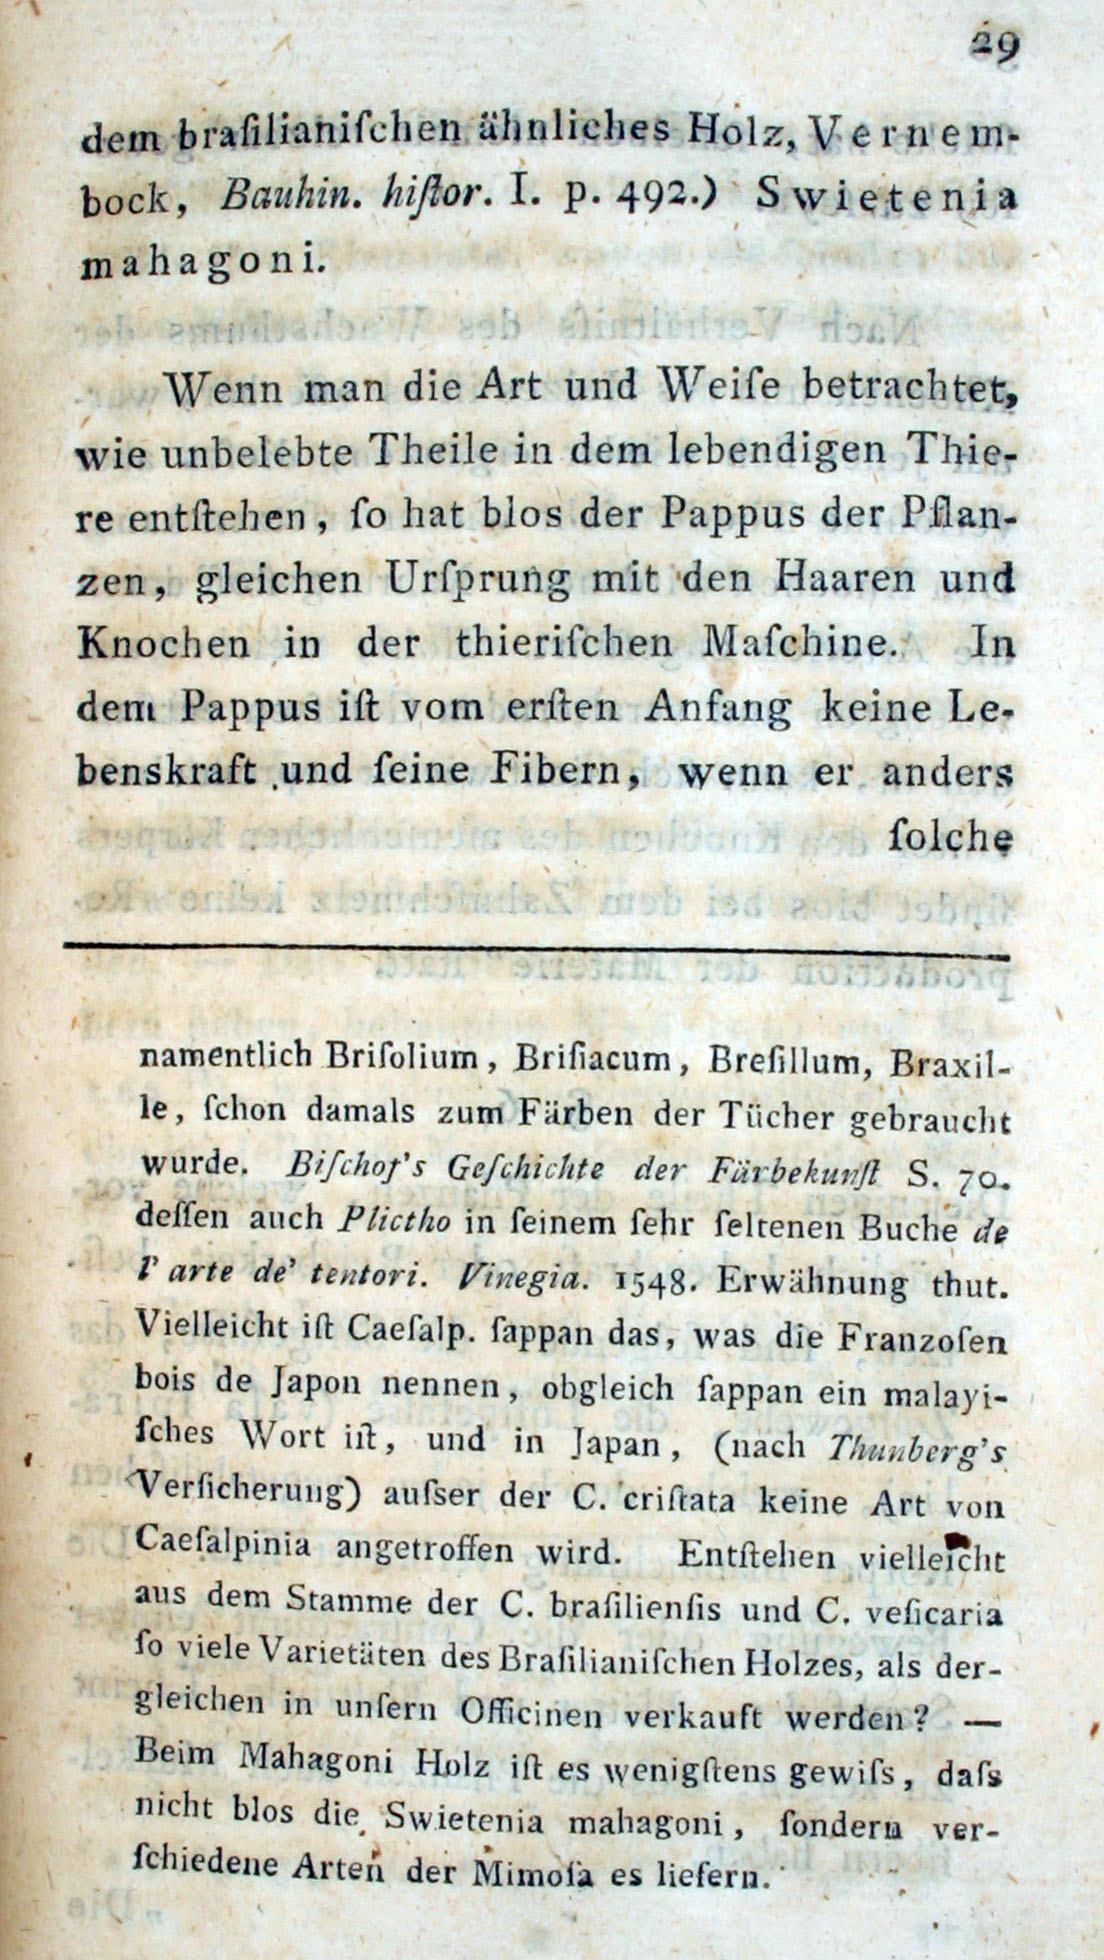 29
dem braſilianiſchen ähnliches Holz, Vernem-
bock, Bauhin. hiſtor. I. p. 492.) Swietenia
mahagoni.
Wenn man die Art und Weiſe betrachtet,
wie unbelebte Theile in dem lebendigen Thie-
re entſtehen, ſo hat blos der Pappus der Pflan-
zen, gleichen Urſprung mit den Haaren und
Knochen in der thieriſchen Maſchine. In
dem Pappus iſt vom erſten Anfang keine Le-
benskraft und ſeine Fibern, wenn er anders
ſolche
namentlich Briſolium, Briſiacum, Breſillum, Braxil-
le, ſchon damals zum Färben der Tücher gebraucht
wurde. Biſchof's Geſchichte der Färbekunſt S. 70.
deſſen auch Plictho in ſeinem ſehr ſeltenen Buche de
l' arte de' tentori. Vinegia. 1548. Erwähnung thut.
Vielleicht iſt Caeſalp. ſappan das, was die Franzoſen
bois de Japon nennen, obgleich ſappan ein malayi-
ſches Wort iſt, und in Japan, (nach Thunberg's
Verſicherung) auſser der C. criſtata keine Art von
Caeſalpinia angetroffen wird. Entſtehen vielleicht
aus dem Stamme der C. braſilienſis und C. veſicaria
ſo viele Varietäten des Braſilianiſchen Holzes, als der-
gleichen in unſern Officinen verkauft werden? —
Beim Mahagoni Holz iſt es wenigſtens gewiſs, daſs
nicht blos die Swietenia mahagoni, ſondern ver-
ſchiedene Arten der Mimoſa es liefern.